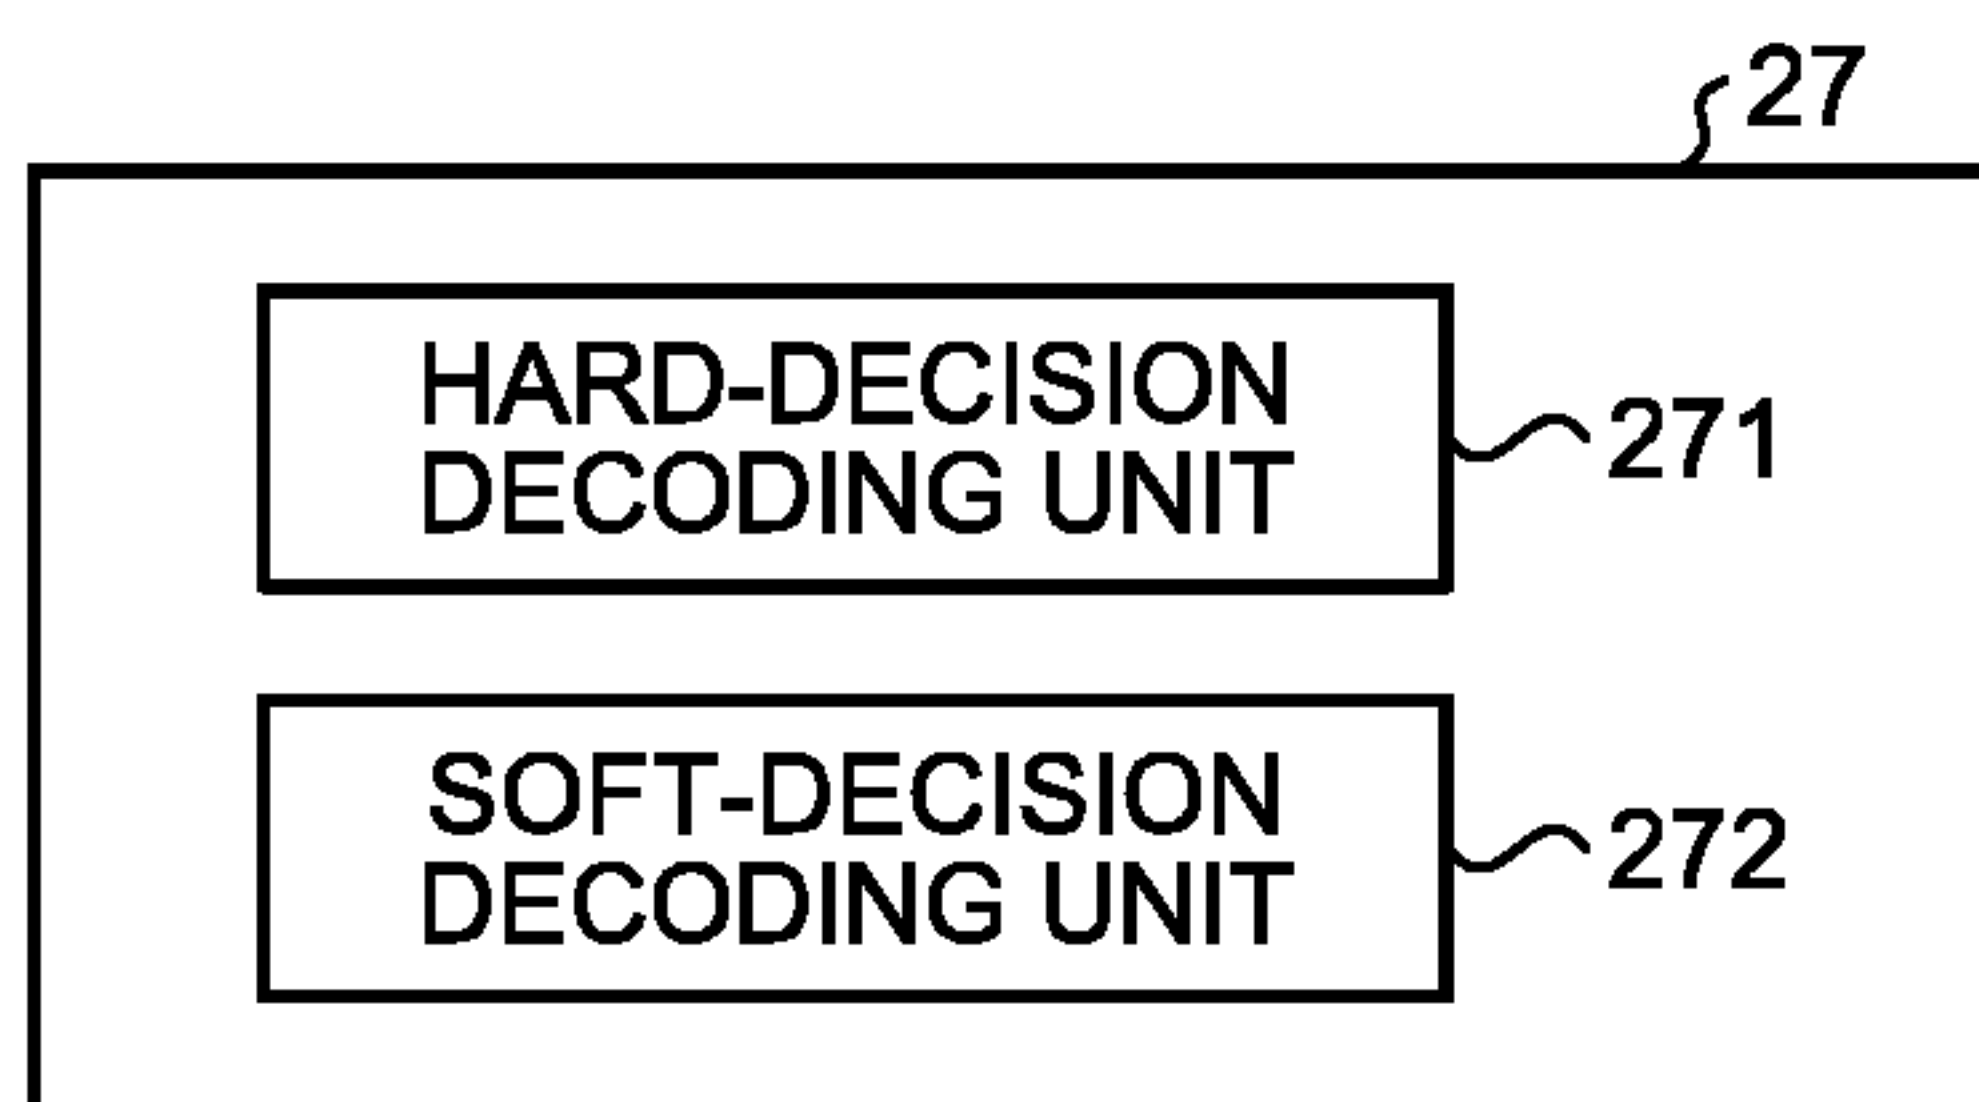 27
HARD-DECISION
DECODING UNIT
271
SOFT-DECISION
DECODING UNIT
272